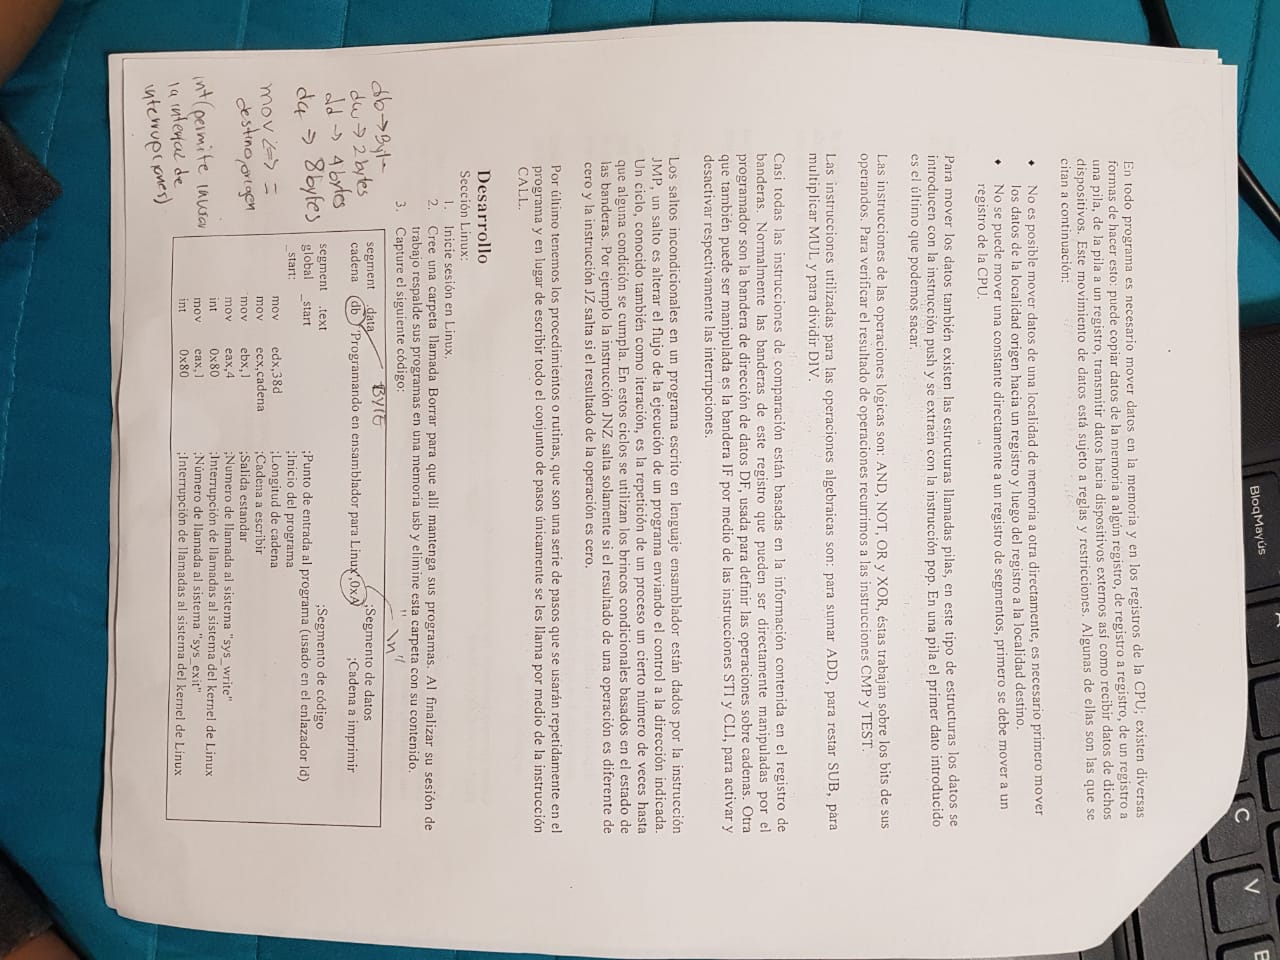 BloqMayús
C
V
En todo programa es necesario mover datos en la memoria y en los registros de la CPU; existen diversas
formas de hacer esto: puede copiar datos de la memoria a algún registro, de registro a registro, de un registro a
una pila, de la pila a un registro, transmitir datos hacia dispositivos externos así como recibir datos de dichos
dispositivos. Este movimiento de datos está sujeto a reglas y restricciones. Algunas de ellas son las que se
citan a continuación:
♦ No es posible mover datos de una localidad de memoria a otra directamente, es necesario primero mover
los datos de la localidad origen hacia un registro y luego del registro a la localidad destino.
♦ No se puede mover una constante directamente a un registro de segmentos, primero se debe mover a un
registro de la CPU.
Para mover los datos también existen las estructuras llamadas pilas, en este tipo de estructuras los datos se
introducen con la instrucción push y se extraen con la instrucción pop. En una pila el primer dato introducido
es el último que podemos sacar.
Las instrucciones de las operaciones lógicas son: AND, NOT, OR y XOR, éstas trabajan sobre los bits de sus
operandos. Para verificar el resultado de operaciones recurrimos a las instrucciones CMP y TEST.
Las instrucciones utilizadas para las operaciones algebraicas son: para sumar ADD, para restar SUB, para
multiplicar MUL y para dividir DIV.
Casi todas las instrucciones de comparación están basadas en la información contenida en el registro de
banderas. Normalmente las banderas de este registro que pueden ser directamente manipuladas por el
programador son la bandera de dirección de datos DF, usada para definir las operaciones sobre cadenas. Otra
que también puede ser manipulada es la bandera IF por medio de las instrucciones STI y CLI, para activar y
desactivar respectivamente las interrupciones.
Los saltos incondicionales en un programa escrito en lenguaje ensamblador están dados por la instrucción
JMP, un salto es alterar el flujo de la ejecución de un programa enviando el control a la dirección indicada.
Un ciclo, conocido también como iteración, es la repetición de un proceso un cierto número de veces hasta
que alguna condición se cumpla. En estos ciclos se utilizan los brincos condicionales basados en el estado de
las banderas. Por ejemplo la instrucción JNZ salta solamente si el resultado de una operación es diferente de
cero y la instrucción JZ salta si el resultado de la operación es cero.
Por último tenemos los procedimientos o rutinas, que son una serie de pasos que se usarán repetidamente en el
programa y en lugar de escribir todo el conjunto de pasos únicamente se les llama por medio de la instrucción
CALL.
Desarrollo
Sección Linux:
1. Inicie sesión en Linux.
2. Cree una carpeta llamada Borrar para que allí mantenga sus programas. Al finalizar su sesión de
trabajo respalde sus programas en una memoria usb y elimine esta carpeta con su contenido.
3. Capture el siguiente código:
"\n"
BYTE
segment .data ;Segmento de datos
cadena db 'Programando en ensamblador para Linux',0xA ;Cadena a imprimir
segment .text ;Segmento de código
global _start ;Punto de entrada al programa (usado en el enlazador ld)
_start: ;Inicio del programa
mov edx,38d ;Longitud de cadena
mov ecx,cadena ;Cadena a escribir
mov ebx,1 ;Salida estandar
mov eax,4 ;Numero de llamada al sistema "sys_write"
int 0x80 ;Interrupción de llamadas al sistema del kernel de Linux
mov eax,1 ;Número de llamada al sistema "sys_exit"
int 0x80 ;Interrupción de llamadas al sistema del kernel de Linux
db → Byte
dw → 2 bytes
dd → 4 bytes
dq → 8 bytes
mov <=> =
destino, origen
int (permite
la interfaz de
interrupciones)